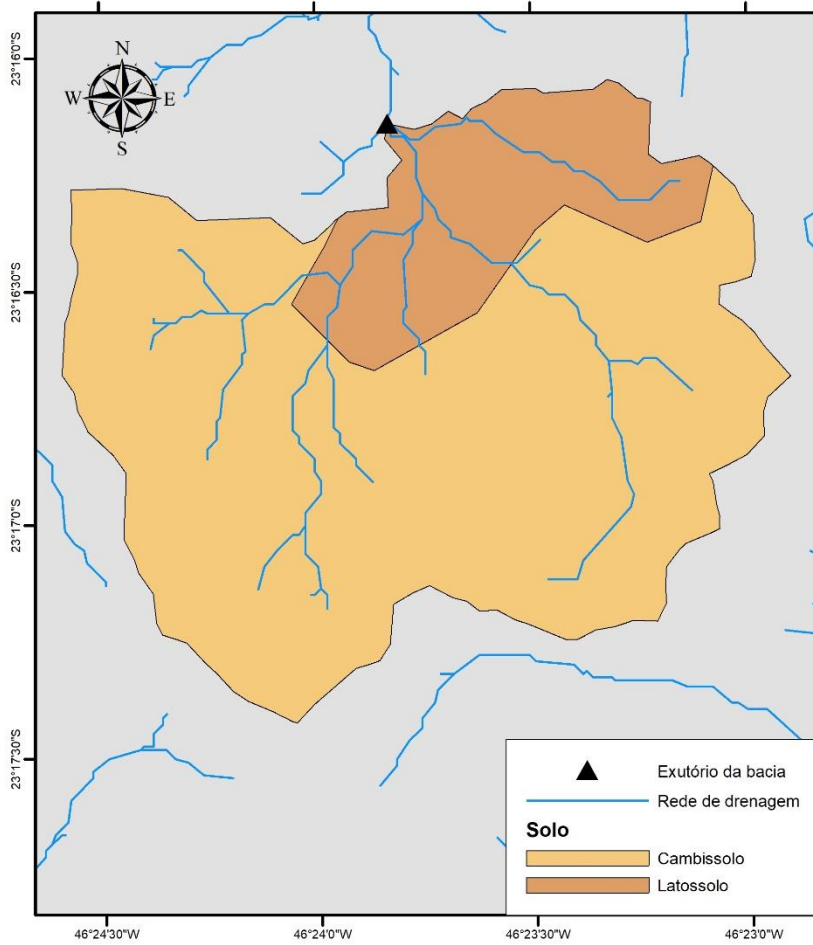 N
W E
S
23°16'0"S
23°16'30"S
23°17'0"S
23°17'30"S
Exutório da bacia
Rede de drenagem
Solo
Cambissolo
Latossolo
46°24'30"W 46°24'0"W 46°23'30"W 46°23'0"W